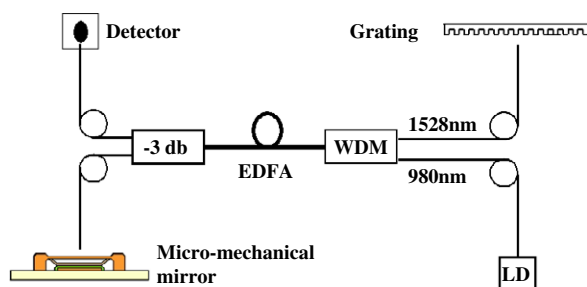 Detector
Grating
-3 db
EDFA
WDM
1528nm
980nm
Micro-mechanical
mirror
LD